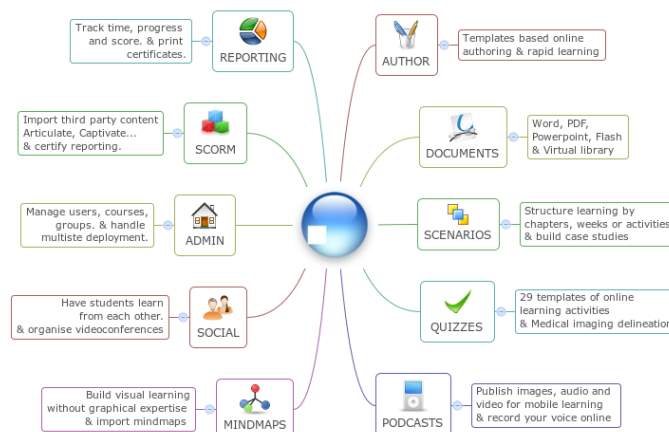 Track time, progress
and score. & print
certificates.
REPORTING
AUTHOR
Templates based online
authoring & rapid learning
Import third party content
Articulate, Captivate...
& certify reporting.
SCORM
DOCUMENTS
Word, PDF,
Powerpoint, Flash
& Virtual library
Manage users, courses,
groups. & handle
multiste deployment.
ADMIN
SCENARIOS
Structure learning by
chapters, weeks or activities
& build case studies
Have students learn
from each other.
& organise videoconferences
SOCIAL
QUIZZES
29 templates of online
learning activities
& Medical imaging delineation
Build visual learning
without graphical expertise
& import mindmaps
MINDMAPS
PODCASTS
Publish images, audio and
video for mobile learning
& record your voice online